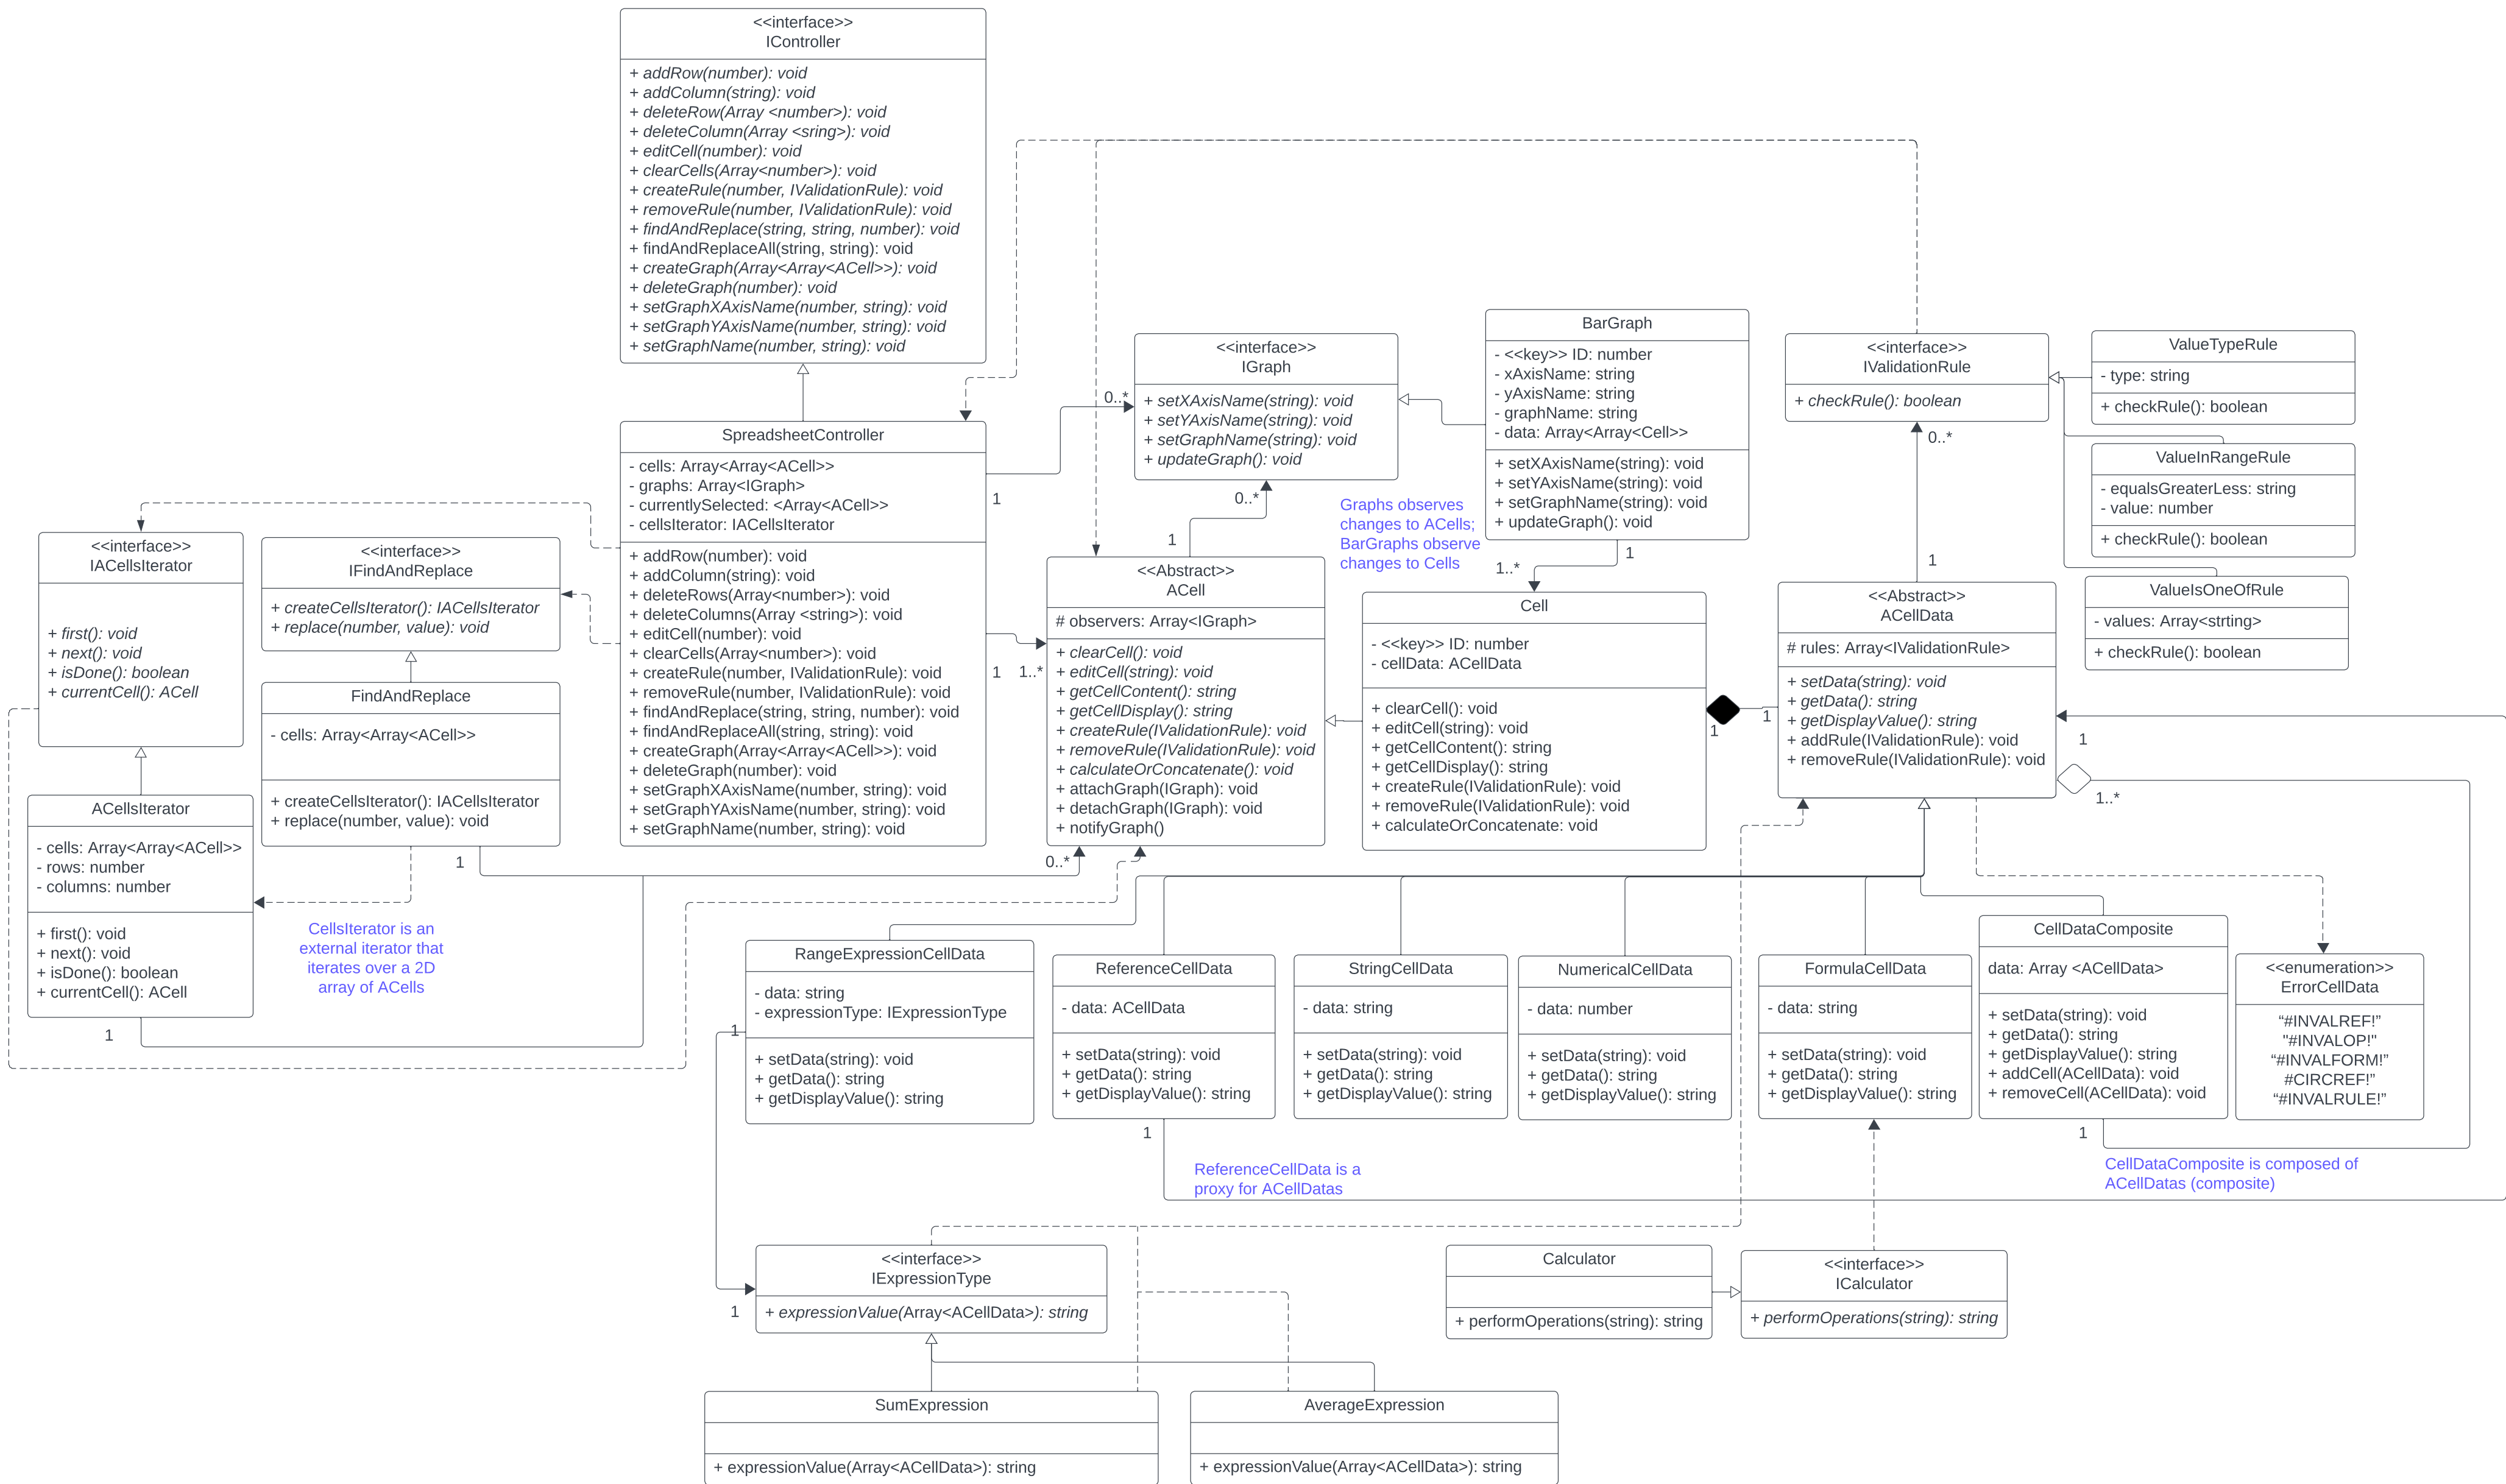 <<interface>>
IController
+ addRow(number): void
+ addColumn(string): void
+ deleteRow(Array <number>): void
+ deleteColumn(Array <sring>): void
+ editCell(number): void
+ clearCells(Array<number>): void
+ createRule(number, IValidationRule): void
+ removeRule(number, IValidationRule): void
+ findAndReplace(string, string, number): void
+ findAndReplaceAll(string, string): void
+ createGraph(Array<Array<ACell>>): void
+ deleteGraph(number): void
+ setGraphXAxisName(number, string): void
+ setGraphYAxisName(number, string): void
+ setGraphName(number, string): void
SpreadsheetController
- cells: Array<Array<ACell>>
- graphs: Array<IGraph>
- currentlySelected: <Array<ACell>>
- cellsIterator: IACellsIterator
+ addRow(number): void
+ addColumn(string): void
+ deleteRows(Array<number>): void
+ deleteColumns(Array <string>): void
+ editCell(number): void
+ clearCells(Array<number>): void
+ createRule(number, IValidationRule): void
+ removeRule(number, IValidationRule): void
+ findAndReplace(string, string, number): void
+ findAndReplaceAll(string, string): void
+ createGraph(Array<Array<ACell>>): void
+ deleteGraph(number): void
+ setGraphXAxisName(number, string): void
+ setGraphYAxisName(number, string): void
+ setGraphName(number, string): void
1
0..*
1
1..*
<<interface>>
IGraph
+ setXAxisName(string): void
+ setYAxisName(string): void
+ setGraphName(string): void
+ updateGraph(): void
0..*
1
BarGraph
- <<key>> ID: number
- xAxisName: string
- yAxisName: string
- graphName: string
- data: Array<Array<Cell>>
+ setXAxisName(string): void
+ setYAxisName(string): void
+ setGraphName(string): void
+ updateGraph(): void
1
1..*
Graphs observes
changes to ACells;
BarGraphs observe
changes to Cells
<<interface>>
IValidationRule
+ checkRule(): boolean
0..*
1
ValueTypeRule
- type: string
+ checkRule(): boolean
ValueInRangeRule
- equalsGreaterLess: string
- value: number
+ checkRule(): boolean
ValueIsOneOfRule
- values: Array<strting>
+ checkRule(): boolean
<<interface>>
IACellsIterator
+ first(): void
+ next(): void
+ isDone(): boolean
+ currentCell(): ACell
<<interface>>
IFindAndReplace
+ createCellsIterator(): IACellsIterator
+ replace(number, value): void
FindAndReplace
- cells: Array<Array<ACell>>
+ createCellsIterator(): IACellsIterator
+ replace(number, value): void
1
0..*
ACellsIterator
- cells: Array<Array<ACell>>
- rows: number
- columns: number
+ first(): void
+ next(): void
+ isDone(): boolean
+ currentCell(): ACell
1
CellsIterator is an
external iterator that
iterates over a 2D
array of ACells
<<Abstract>>
ACell
# observers: Array<IGraph>
+ clearCell(): void
+ editCell(string): void
+ getCellContent(): string
+ getCellDisplay(): string
+ createRule(IValidationRule): void
+ removeRule(IValidationRule): void
+ calculateOrConcatenate(): void
+ attachGraph(IGraph): void
+ detachGraph(IGraph): void
+ notifyGraph()
Cell
- <<key>> ID: number
- cellData: ACellData
+ clearCell(): void
+ editCell(string): void
+ getCellContent(): string
+ getCellDisplay(): string
+ createRule(IValidationRule): void
+ removeRule(IValidationRule): void
+ calculateOrConcatenate: void
1
1
<<Abstract>>
ACellData
# rules: Array<IValidationRule>
+ setData(string): void
+ getData(): string
+ getDisplayValue(): string
+ addRule(IValidationRule): void
+ removeRule(IValidationRule): void
1
1..*
RangeExpressionCellData
- data: string
- expressionType: IExpressionType
+ setData(string): void
+ getData(): string
+ getDisplayValue(): string
1
ReferenceCellData
- data: ACellData
+ setData(string): void
+ getData(): string
+ getDisplayValue(): string
1
StringCellData
- data: string
+ setData(string): void
+ getData(): string
+ getDisplayValue(): string
NumericalCellData
- data: number
+ setData(string): void
+ getData(): string
+ getDisplayValue(): string
FormulaCellData
- data: string
+ setData(string): void
+ getData(): string
+ getDisplayValue(): string
CellDataComposite
data: Array <ACellData>
+ setData(string): void
+ getData(): string
+ getDisplayValue(): string
+ addCell(ACellData): void
+ removeCell(ACellData): void
1
<<enumeration>>
ErrorCellData
“#INVALREF!”
"#INVALOP!"
“#INVALFORM!”
#CIRCREF!”
“#INVALRULE!”
ReferenceCellData is a
proxy for ACellDatas
CellDataComposite is composed of
ACellDatas (composite)
<<interface>>
IExpressionType
+ expressionValue(Array<ACellData>): string
1
Calculator
+ performOperations(string): string
<<interface>>
ICalculator
+ performOperations(string): string
SumExpression
+ expressionValue(Array<ACellData>): string
AverageExpression
+ expressionValue(Array<ACellData>): string